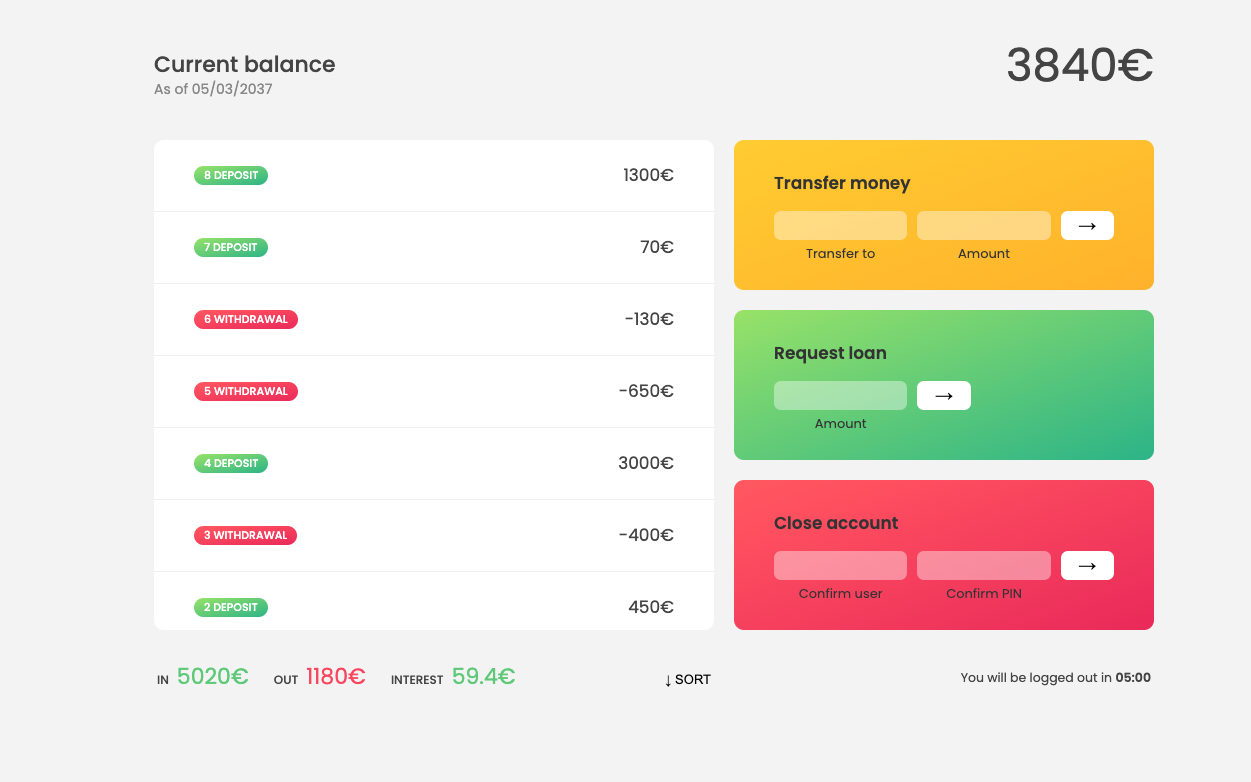 Current balance
As of 05/03/2037
3840€
8 DEPOSIT 1300€
7 DEPOSIT 70€
6 WITHDRAWAL -130€
5 WITHDRAWAL -650€
4 DEPOSIT 3000€
3 WITHDRAWAL -400€
2 DEPOSIT 450€
Transfer money
→
Transfer to Amount
Request loan
→
Amount
Close account
→
Confirm user Confirm PIN
IN 5020€ OUT 1180€ INTEREST 59.4€ ↓ SORT
You will be logged out in 05:00